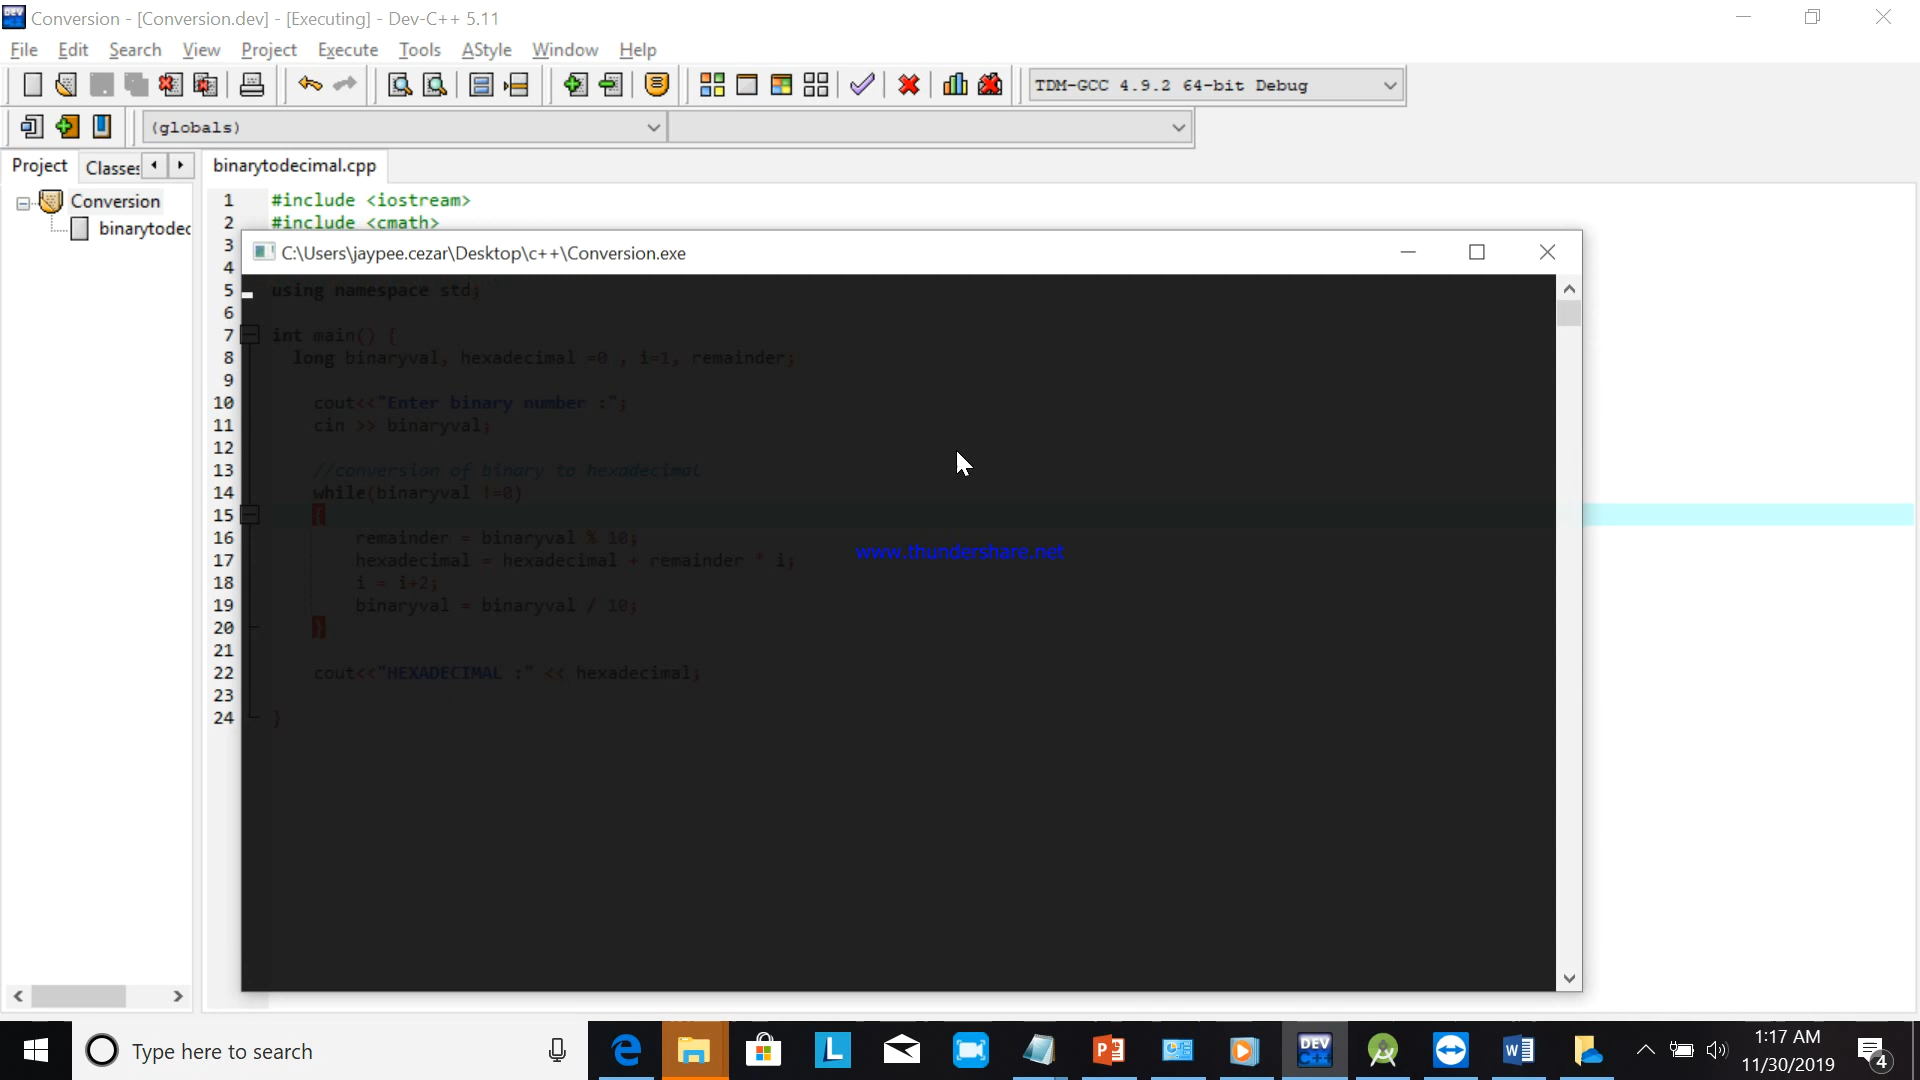 Conversion - [Conversion.dev] - [Executing] - Dev-C++ 5.11
File Edit Search View Project Execute Tools AStyle Window Help
TDM-GCC 4.9.2 64-bit Debug
(globals)
Project Classes binarytodecimal.cpp
Conversion
binarytodec
1 #include <iostream>
2 #include <cmath>
3
C:\Users\jaypee.cezar\Desktop\c++\Conversion.exe
4
5 using namespace std;
6
7 int main() {
8 long binaryval, hexadecimal =0 , i=1, remainder;
9
10 cout<<"Enter binary number :";
11 cin >> binaryval;
12
13 //conversion of binary to hexadecimal
14 while(binaryval !=0)
15 {
16 remainder = binaryval % 10;
www.thundershare.net
17 hexadecimal = hexadecimal + remainder * i;
18 i = i+2;
19 binaryval = binaryval / 10;
20 }
21
22 cout<<"HEXADECIMAL :" << hexadecimal;
23
24 }
Type here to search
L
P
DEV
C++
W
1:17 AM
11/30/2019
4